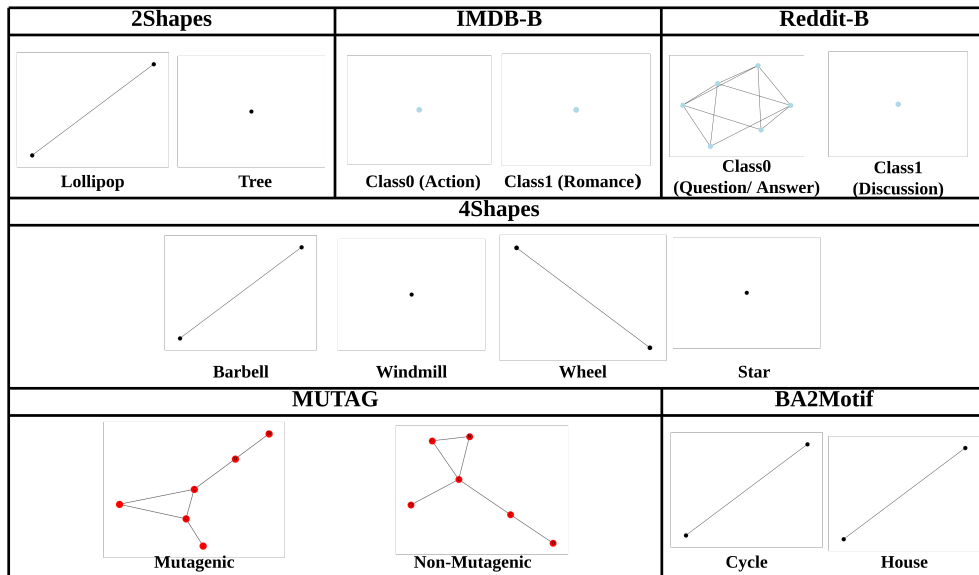 2Shapes IMDB-B Reddit-B
Lollipop Tree Class0 (Action) Class1 (Romance) Class0 (Question/ Answer) Class1 (Discussion)
4Shapes
Barbell Windmill Wheel Star
MUTAG BA2Motif
Mutagenic Non-Mutagenic Cycle House